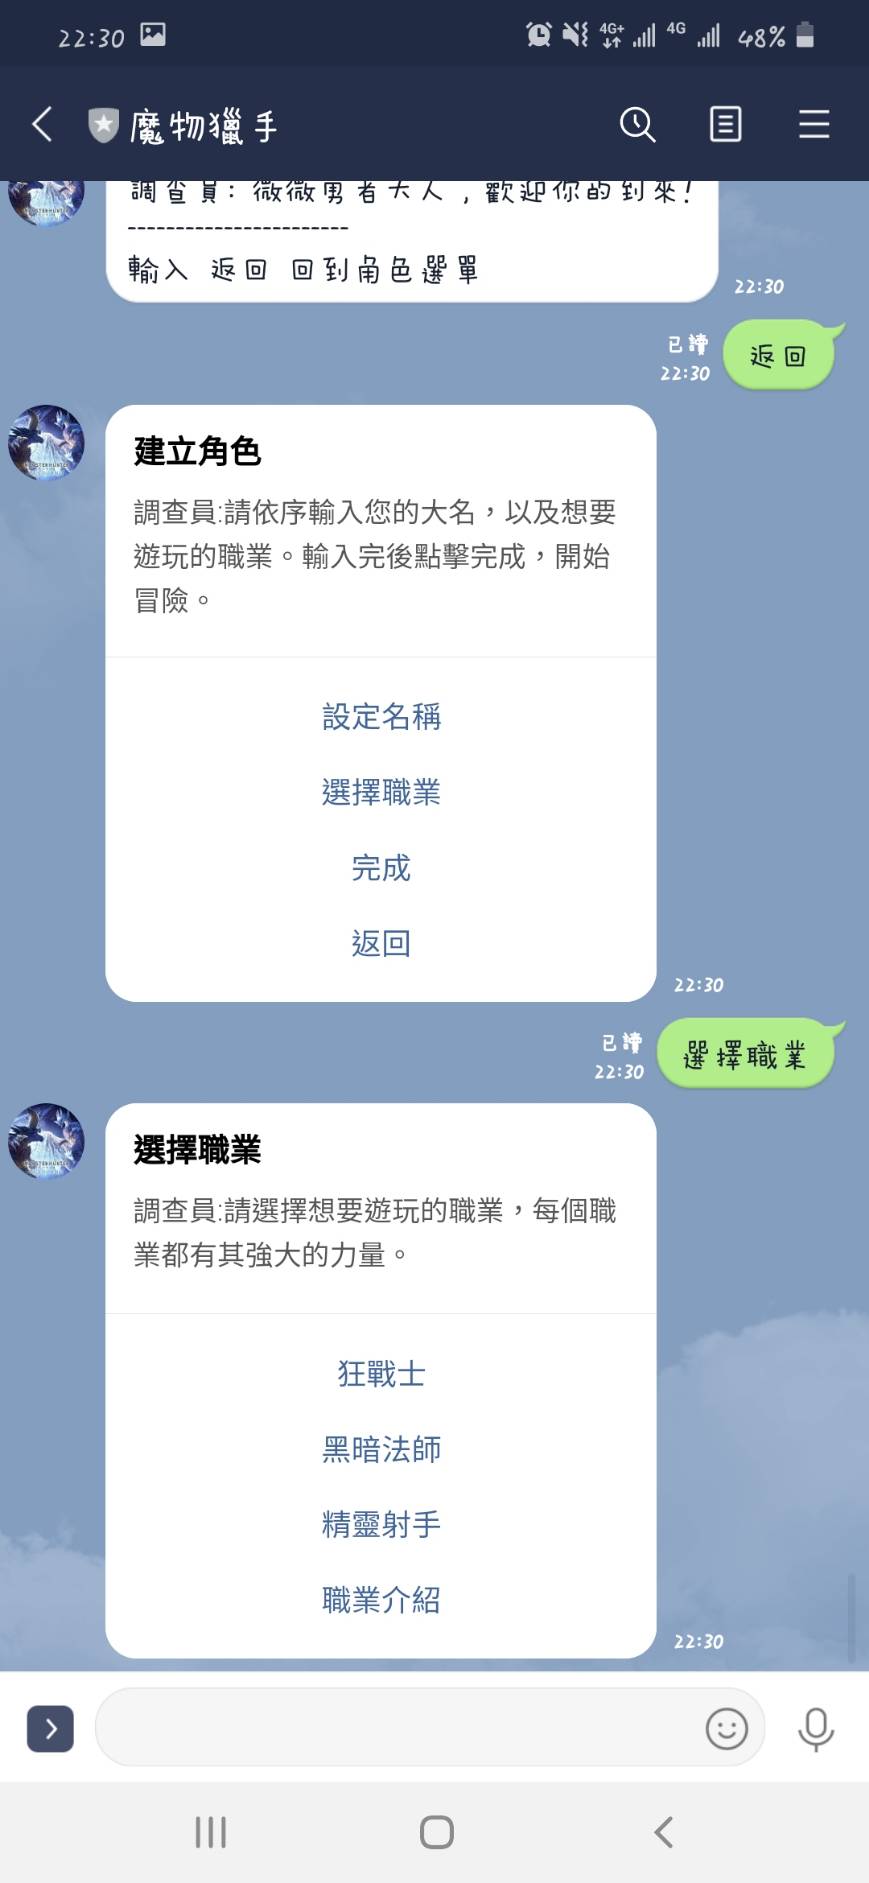 22:30
4G+
4G
48%
魔物獵手
調查員：微微勇者大人，歡迎你的到來！
-----------------------
輸入 返回 回到角色選單
22:30
已讀
22:30
返回
建立角色
調查員:請依序輸入您的大名，以及想要
遊玩的職業。輸入完後點擊完成，開始
冒險。
設定名稱
選擇職業
完成
返回
22:30
已讀
22:30
選擇職業
選擇職業
調查員:請選擇想要遊玩的職業，每個職
業都有其強大的力量。
狂戰士
黑暗法師
精靈射手
職業介紹
22:30